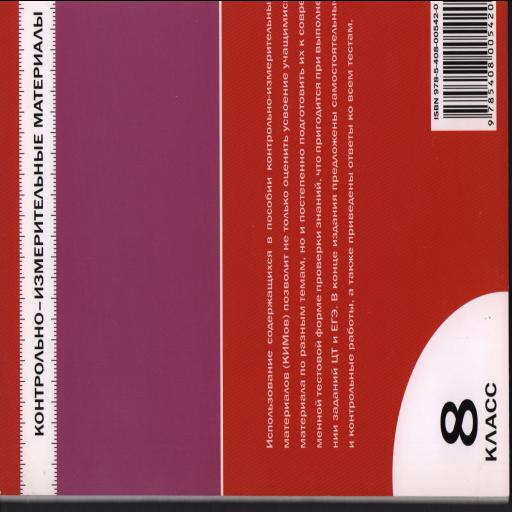 КОНТРОЛЬНО–ИЗМЕРИТЕЛЬНЫЕ МАТЕРИАЛЫ
Использование содержащихся в пособии контрольно-измерительны
материалов (КИМов) позволит не только оценить усвоение учащимис
материала по разным темам, но и постепенно подготовить их к совре
менной тестовой форме проверки знаний, что пригодится при выполне
нии заданий ЦТ и ЕГЭ. В конце издания предложены самостоятельны
и контрольные работы, а также приведены ответы ко всем тестам.
ISBN 978-5-408-00542-0
9 785408 005420
8
КЛАСС